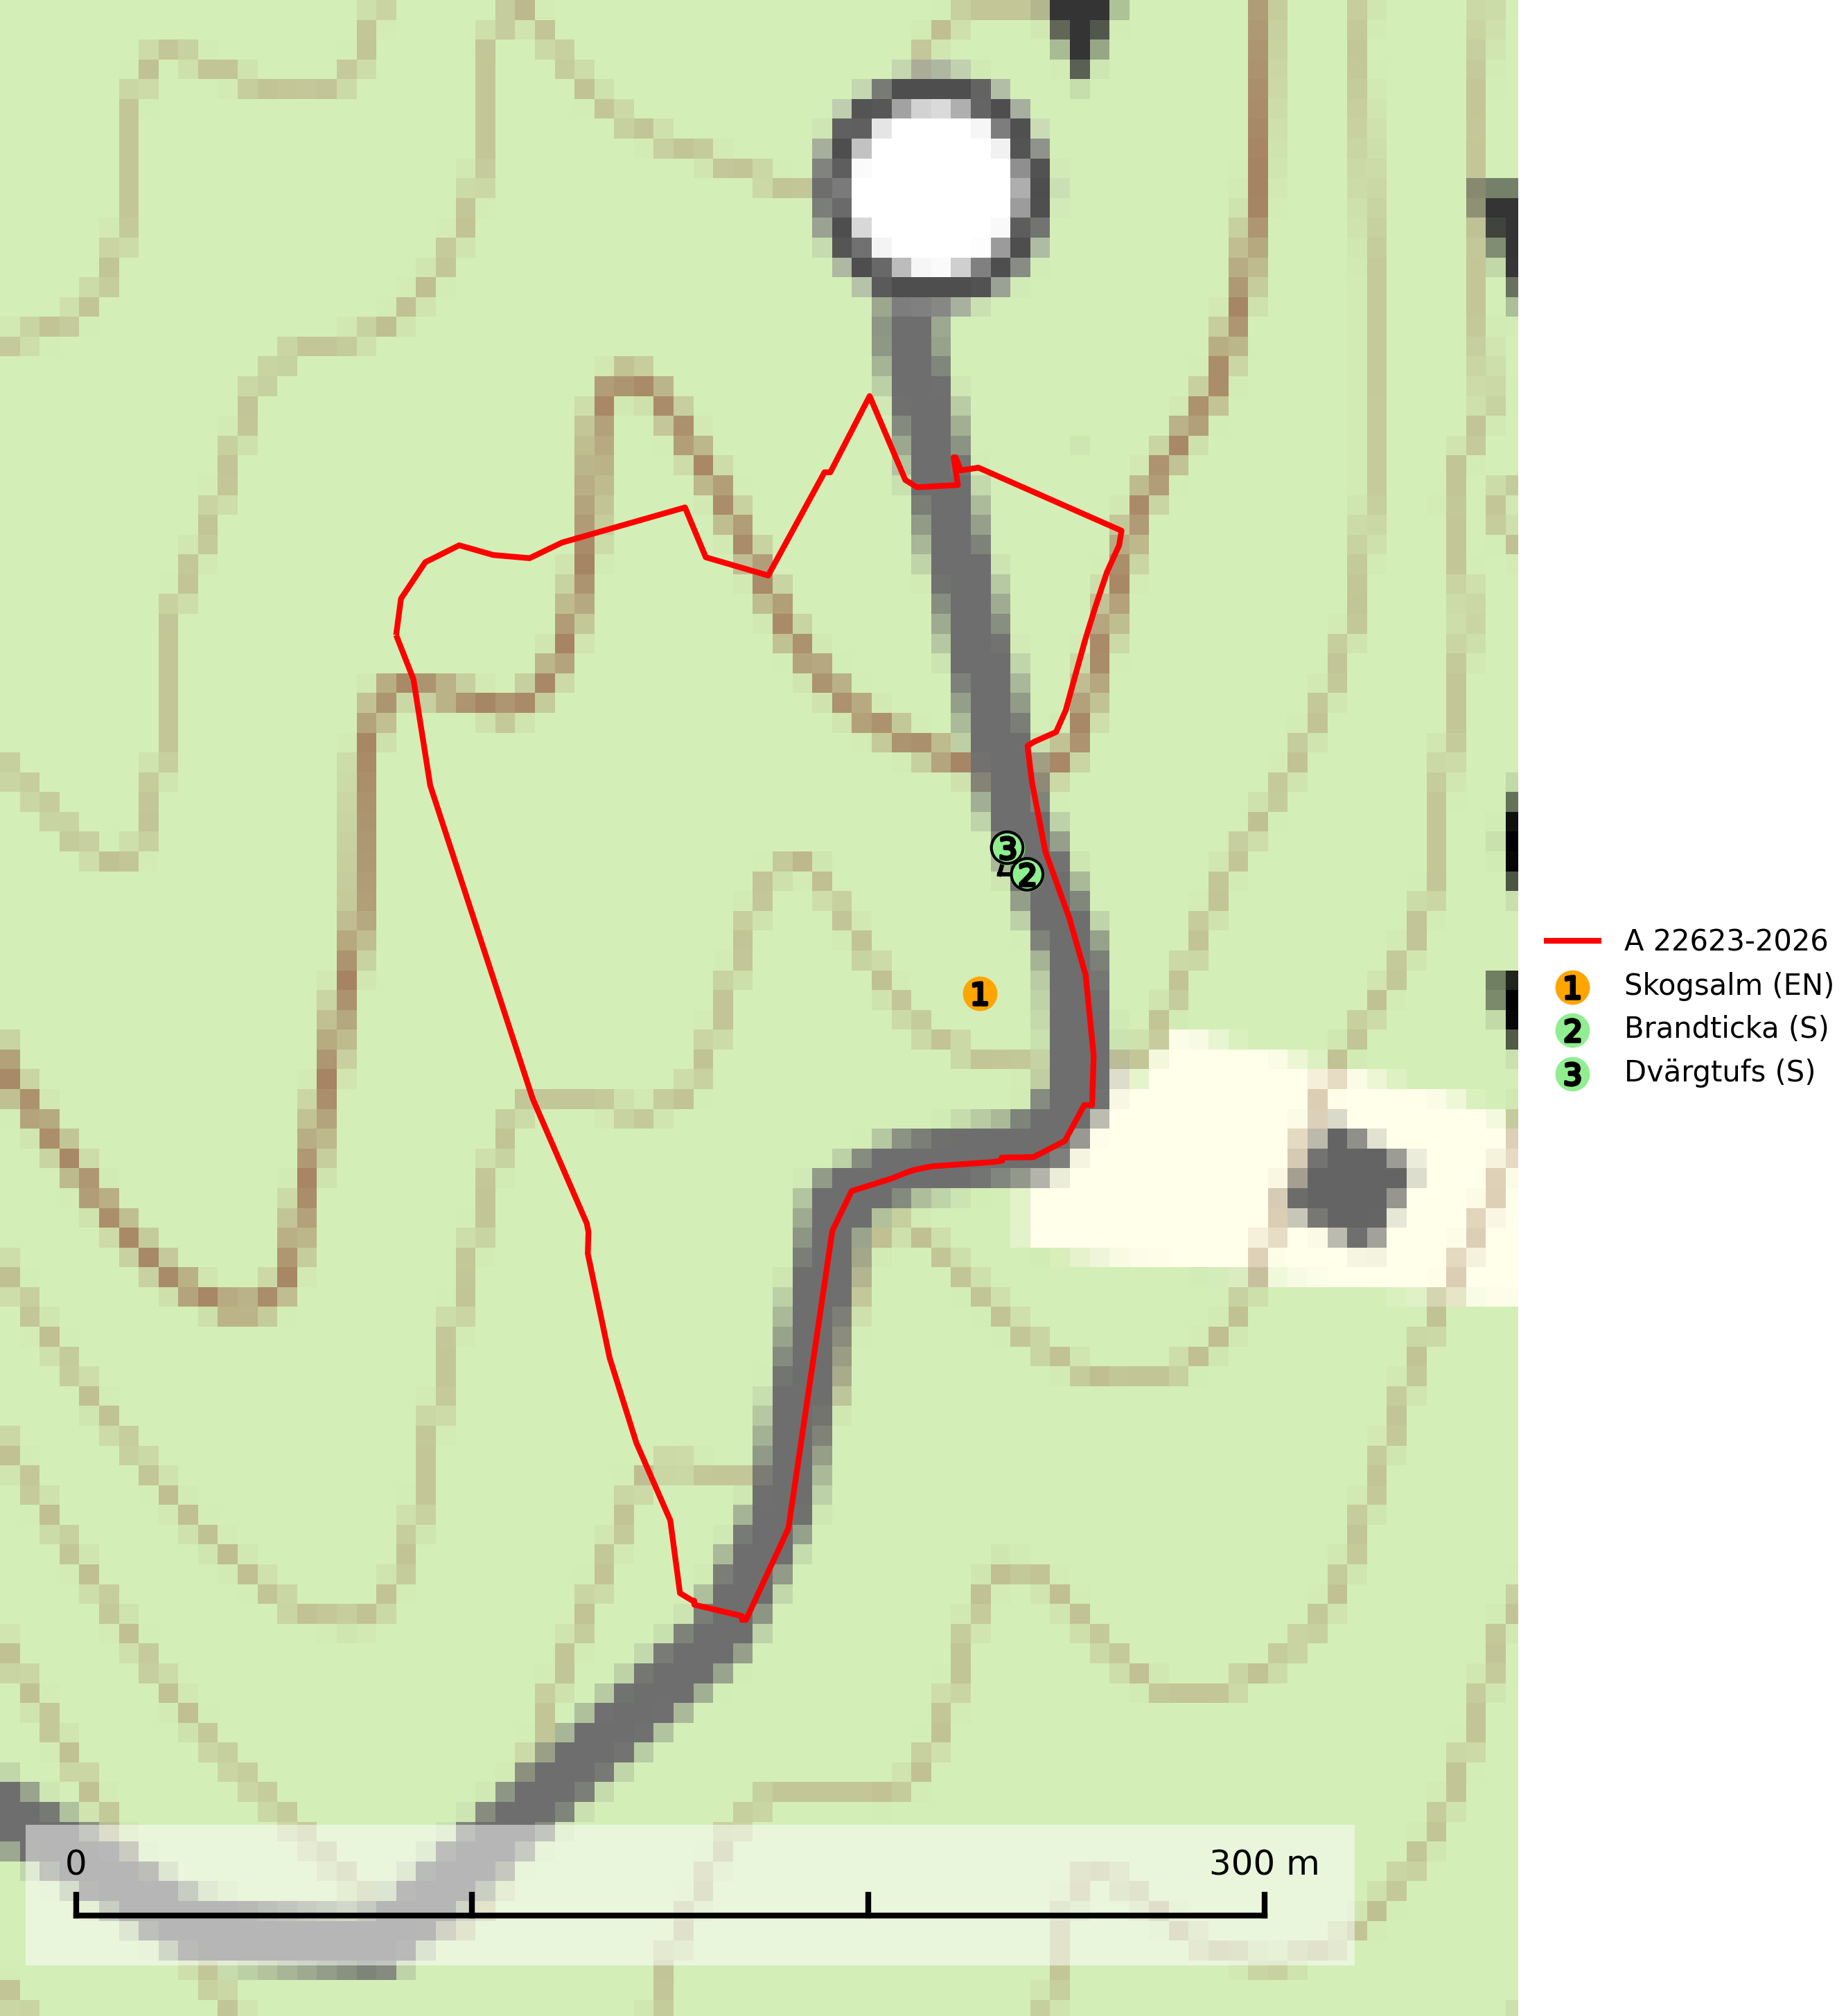 3
2
1
A 22623-2026
1 Skogsalm (EN)
2 Brandticka (S)
3 Dvärgtufs (S)
0 300 m